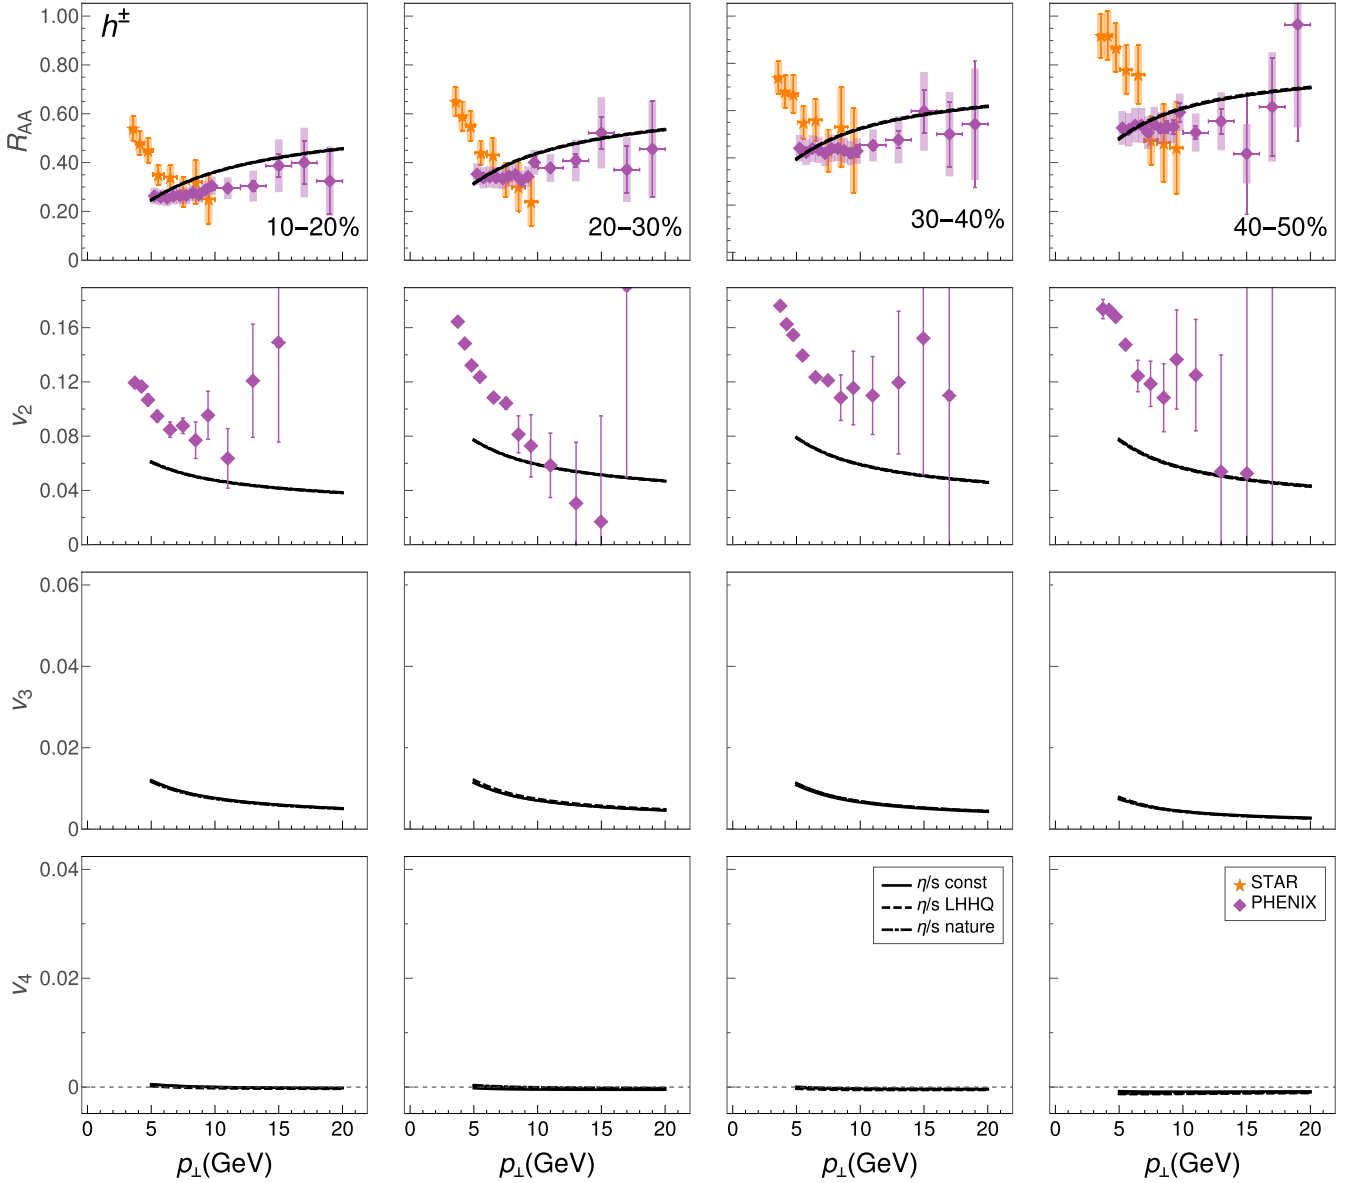 h±
1.00
0.80
0.60
0.40
0.20
0
R_AA
10–20%
20–30%
30–40%
40–50%
0.16
0.12
0.08
0.04
0
v_2
0.06
0.04
0.02
0
v_3
0.04
0.02
0
v_4
η/s const
η/s LHHQ
η/s nature
STAR
PHENIX
0 5 10 15 20
0 5 10 15 20
0 5 10 15 20
0 5 10 15 20
p⊥(GeV)
p⊥(GeV)
p⊥(GeV)
p⊥(GeV)